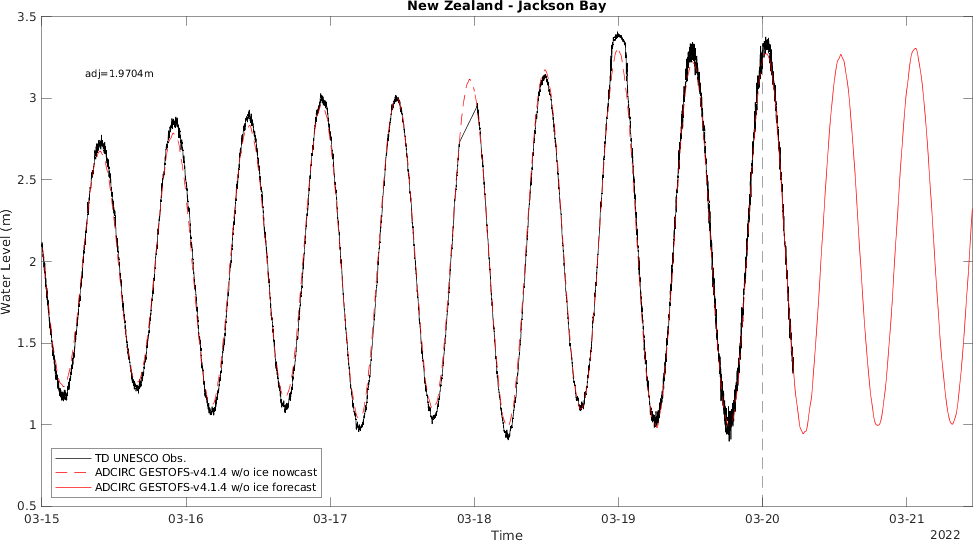 New Zealand - Jackson Bay
adj=1.9704m
3.5
3
2.5
2
1.5
1
0.5
Water Level (m)
TD UNESCO Obs.
ADCIRC GESTOFS-v4.1.4 w/o ice nowcast
ADCIRC GESTOFS-v4.1.4 w/o ice forecast
03-15 03-16 03-17 03-18 03-19 03-20 03-21
Time
2022